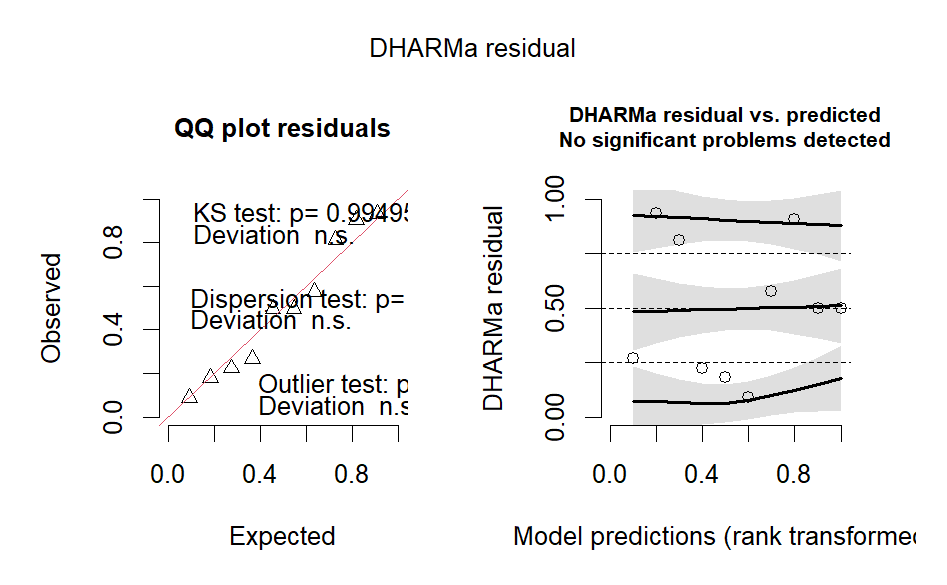 DHARMa residual
QQ plot residuals
KS test: p= 0.99495
Deviation n.s.
Dispersion test: p=
Deviation n.s.
Outlier test: p
Deviation n.s
Observed
0.0 0.4 0.8
0.0 0.4 0.8
Expected
DHARMa residual vs. predicted
No significant problems detected
DHARMa residual
0.00 0.50 1.00
0.0 0.4 0.8
Model predictions (rank transformed